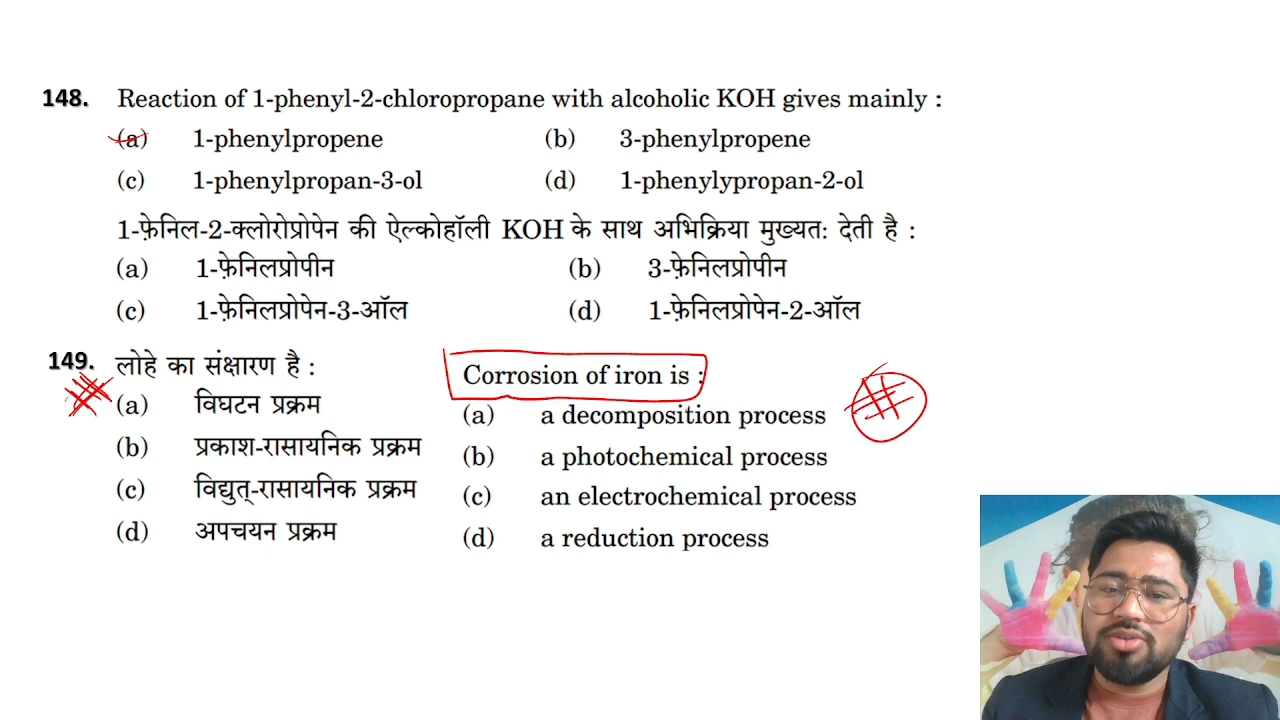 148. Reaction of 1-phenyl-2-chloropropane with alcoholic KOH gives mainly :
(a) 1-phenylpropene (b) 3-phenylpropene
(c) 1-phenylpropan-3-ol (d) 1-phenylypropan-2-ol
1-फ़ेनिल-2-क्लोरोप्रोपेन की ऐल्कोहॉली KOH के साथ अभिक्रिया मुख्यतः देती है :
(a) 1-फ़ेनिलप्रोपीन (b) 3-फ़ेनिलप्रोपीन
(c) 1-फ़ेनिलप्रोपेन-3-ऑल (d) 1-फ़ेनिलप्रोपेन-2-ऑल
149. लोहे का संक्षारण है :
(a) विघटन प्रक्रम
(b) प्रकाश-रासायनिक प्रक्रम
(c) विद्युत्-रासायनिक प्रक्रम
(d) अपचयन प्रक्रम
Corrosion of iron is :
(a) a decomposition process
(b) a photochemical process
(c) an electrochemical process
(d) a reduction process